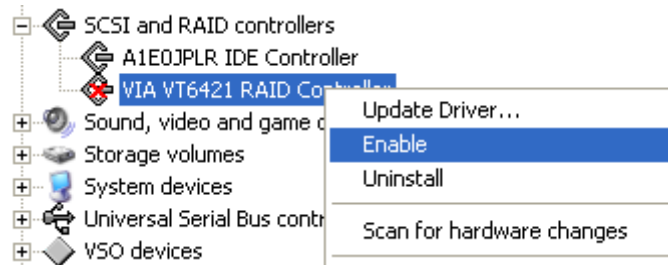 SCSI and RAID controllers
A1E0JPLR IDE Controller
VIA VT6421 RAID Controller
Update Driver...
Sound, video and game
Enable
Storage volumes
Uninstall
System devices
Universal Serial Bus
Scan for hardware changes
VSO devices